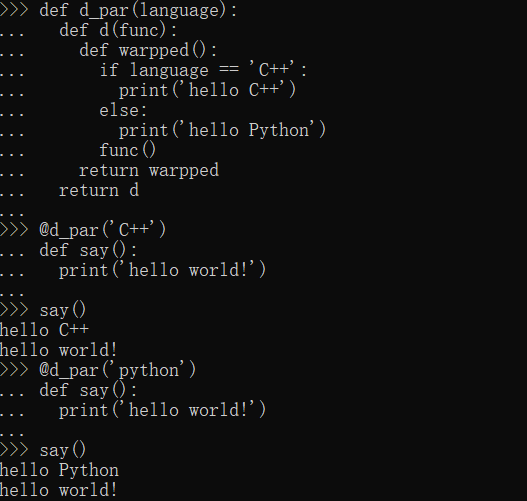 >>> def d_par(language):
...   def d(func):
...     def warpped():
...       if language == 'C++':
...         print('hello C++')
...       else:
...         print('hello Python')
...       func()
...     return warpped
...   return d
...
>>> @d_par('C++')
... def say():
...   print('hello world!')
...
>>> say()
hello C++
hello world!
>>> @d_par('python')
... def say():
...   print('hello world!')
...
>>> say()
hello Python
hello world!